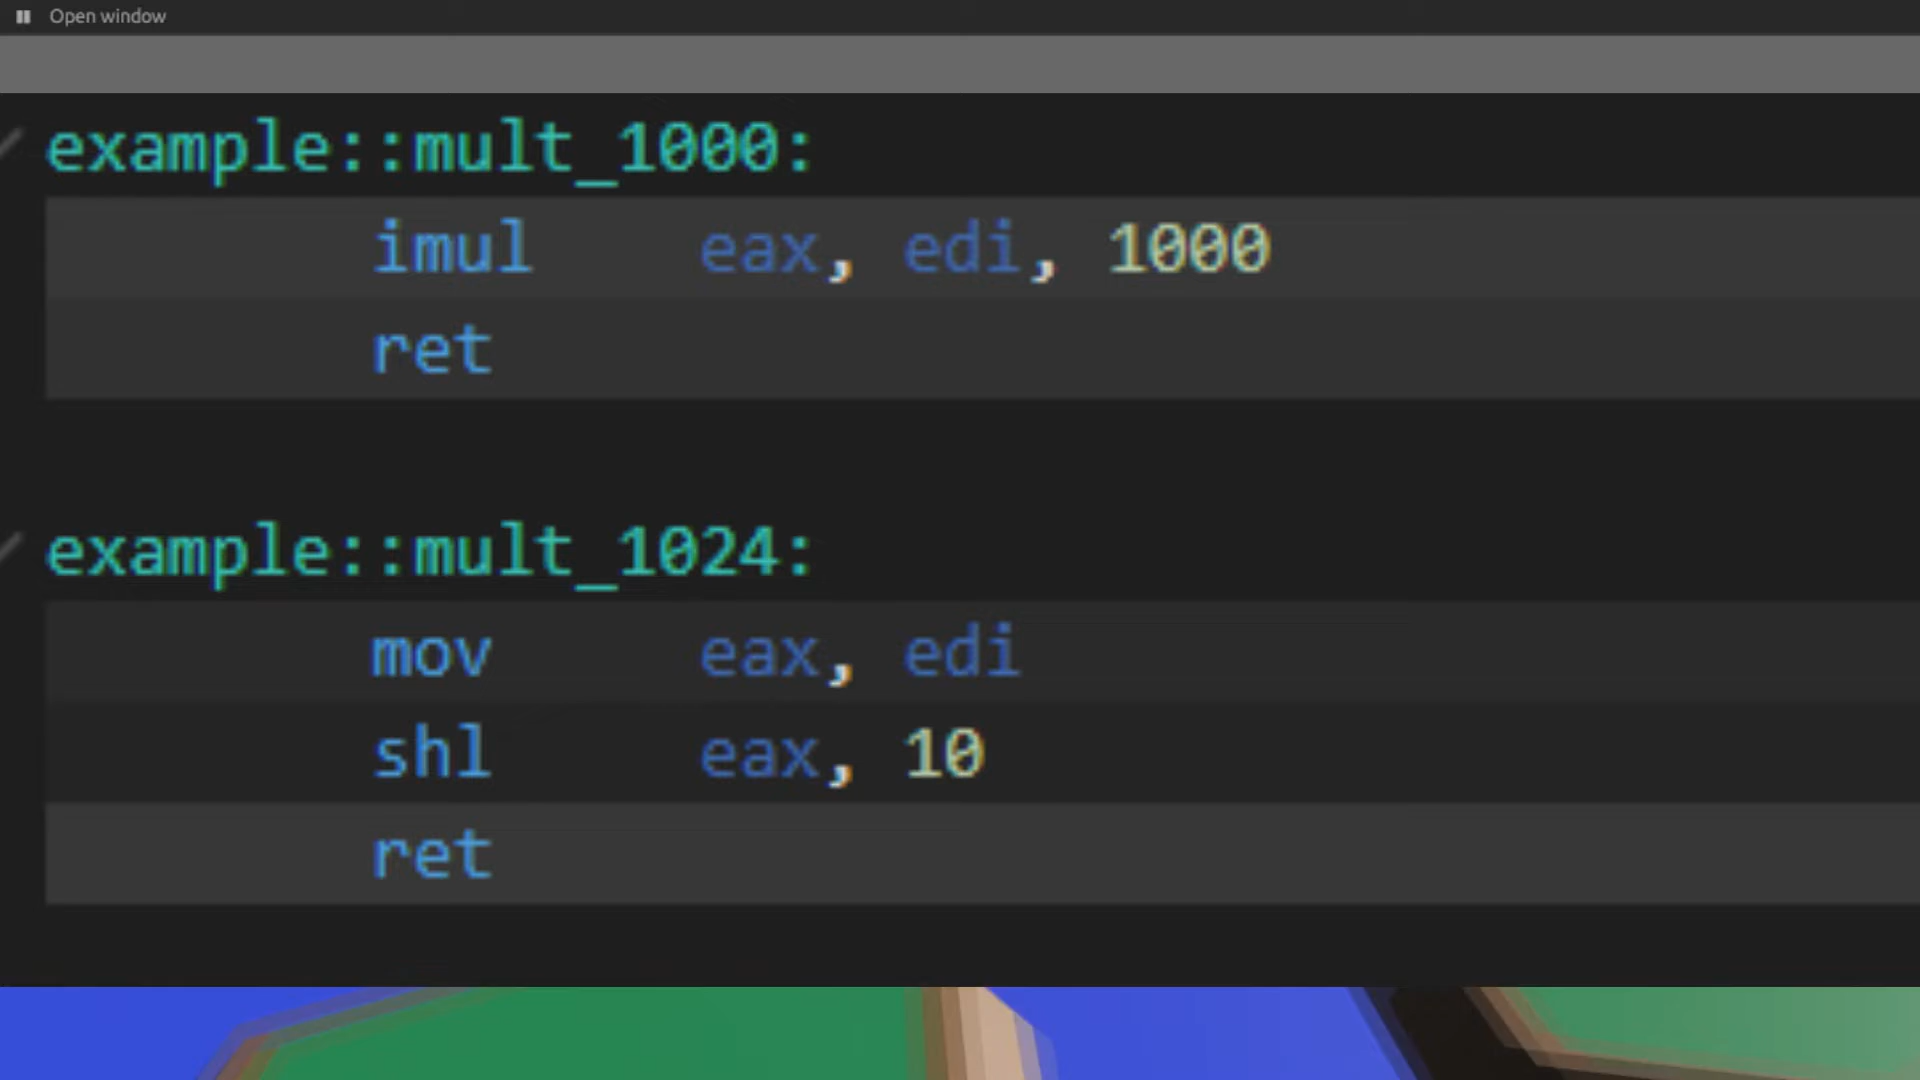 Open window
example::mult_1000:
imul eax, edi, 1000
ret
example::mult_1024:
mov eax, edi
shl eax, 10
ret